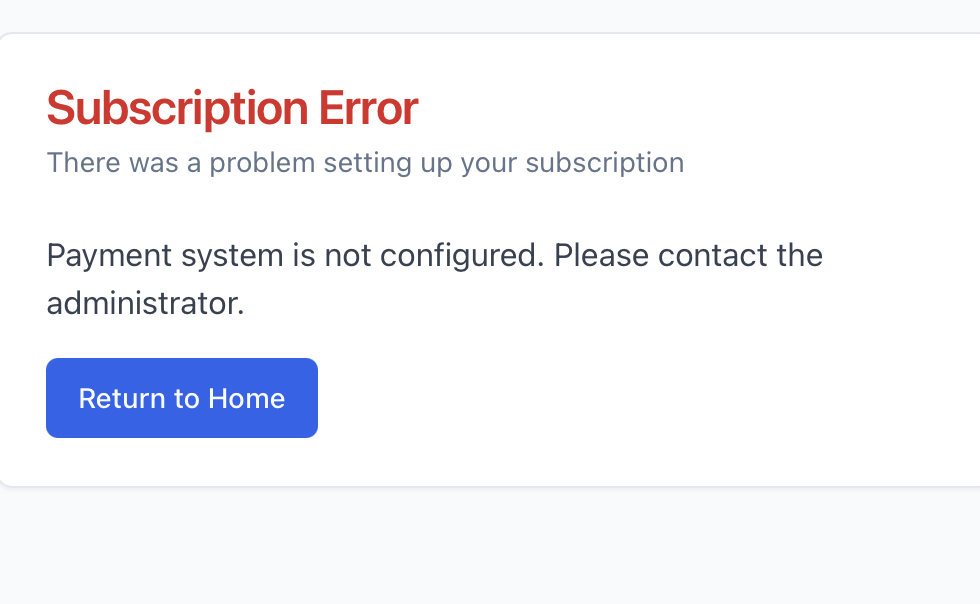 Subscription Error
There was a problem setting up your subscription
Payment system is not configured. Please contact the
administrator.
Return to Home